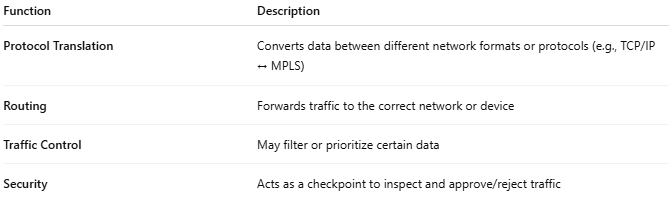 Function Description
Protocol Translation Converts data between different network formats or protocols (e.g., TCP/IP
↔ MPLS)
Routing Forwards traffic to the correct network or device
Traffic Control May filter or prioritize certain data
Security Acts as a checkpoint to inspect and approve/reject traffic